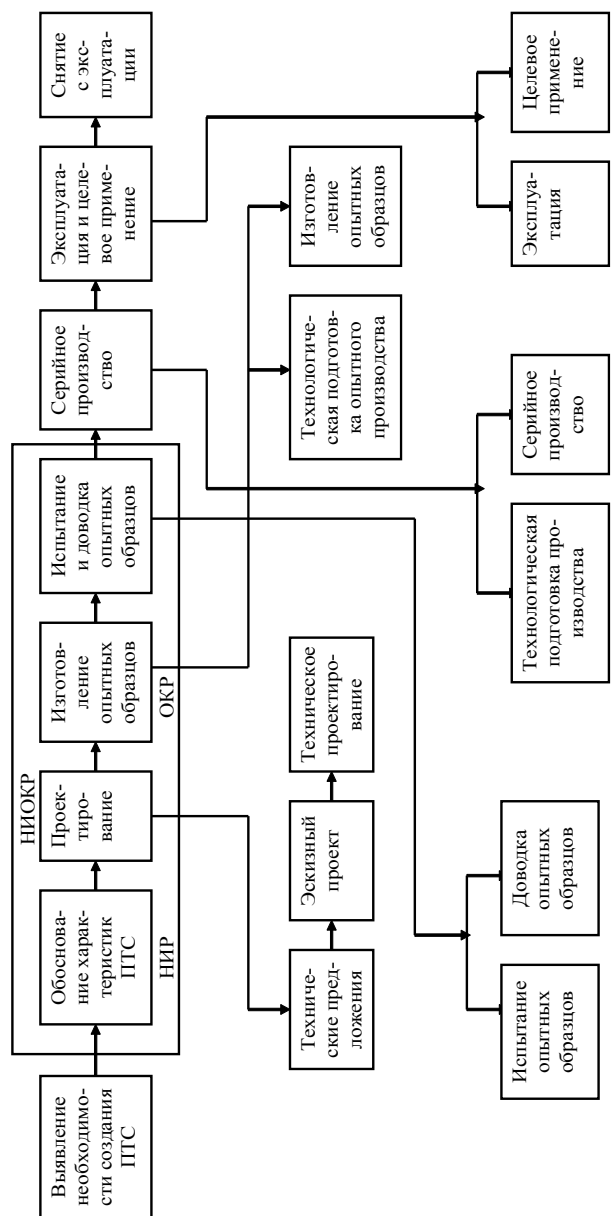 НИОКР
Выявление
необходимо-
сти создания
ПТС
Обоснова-
ние харак-
теристик
ПТС
Проек-
тиро-
вание
Изготов-
ление
опытных
образцов
Испытание
и доводка
опытных
образцов
Серийное
производ-
ство
Эксплуата-
ция и целе-
вое приме-
нение
Снятие
с экс-
плуата-
ции
НИР
ОКР
Техниче-
ские пред-
ложения
Эскизный
проект
Техническое
проектиро-
вание
Технологиче-
ская подготов-
ка опытного
производства
Изготов-
ление
опытных
образцов
Испытание
опытных
образцов
Доводка
опытных
образцов
Технологическая
подготовка про-
изводства
Серийное
производ-
ство
Эксплуа-
тация
Целевое
примене-
ние